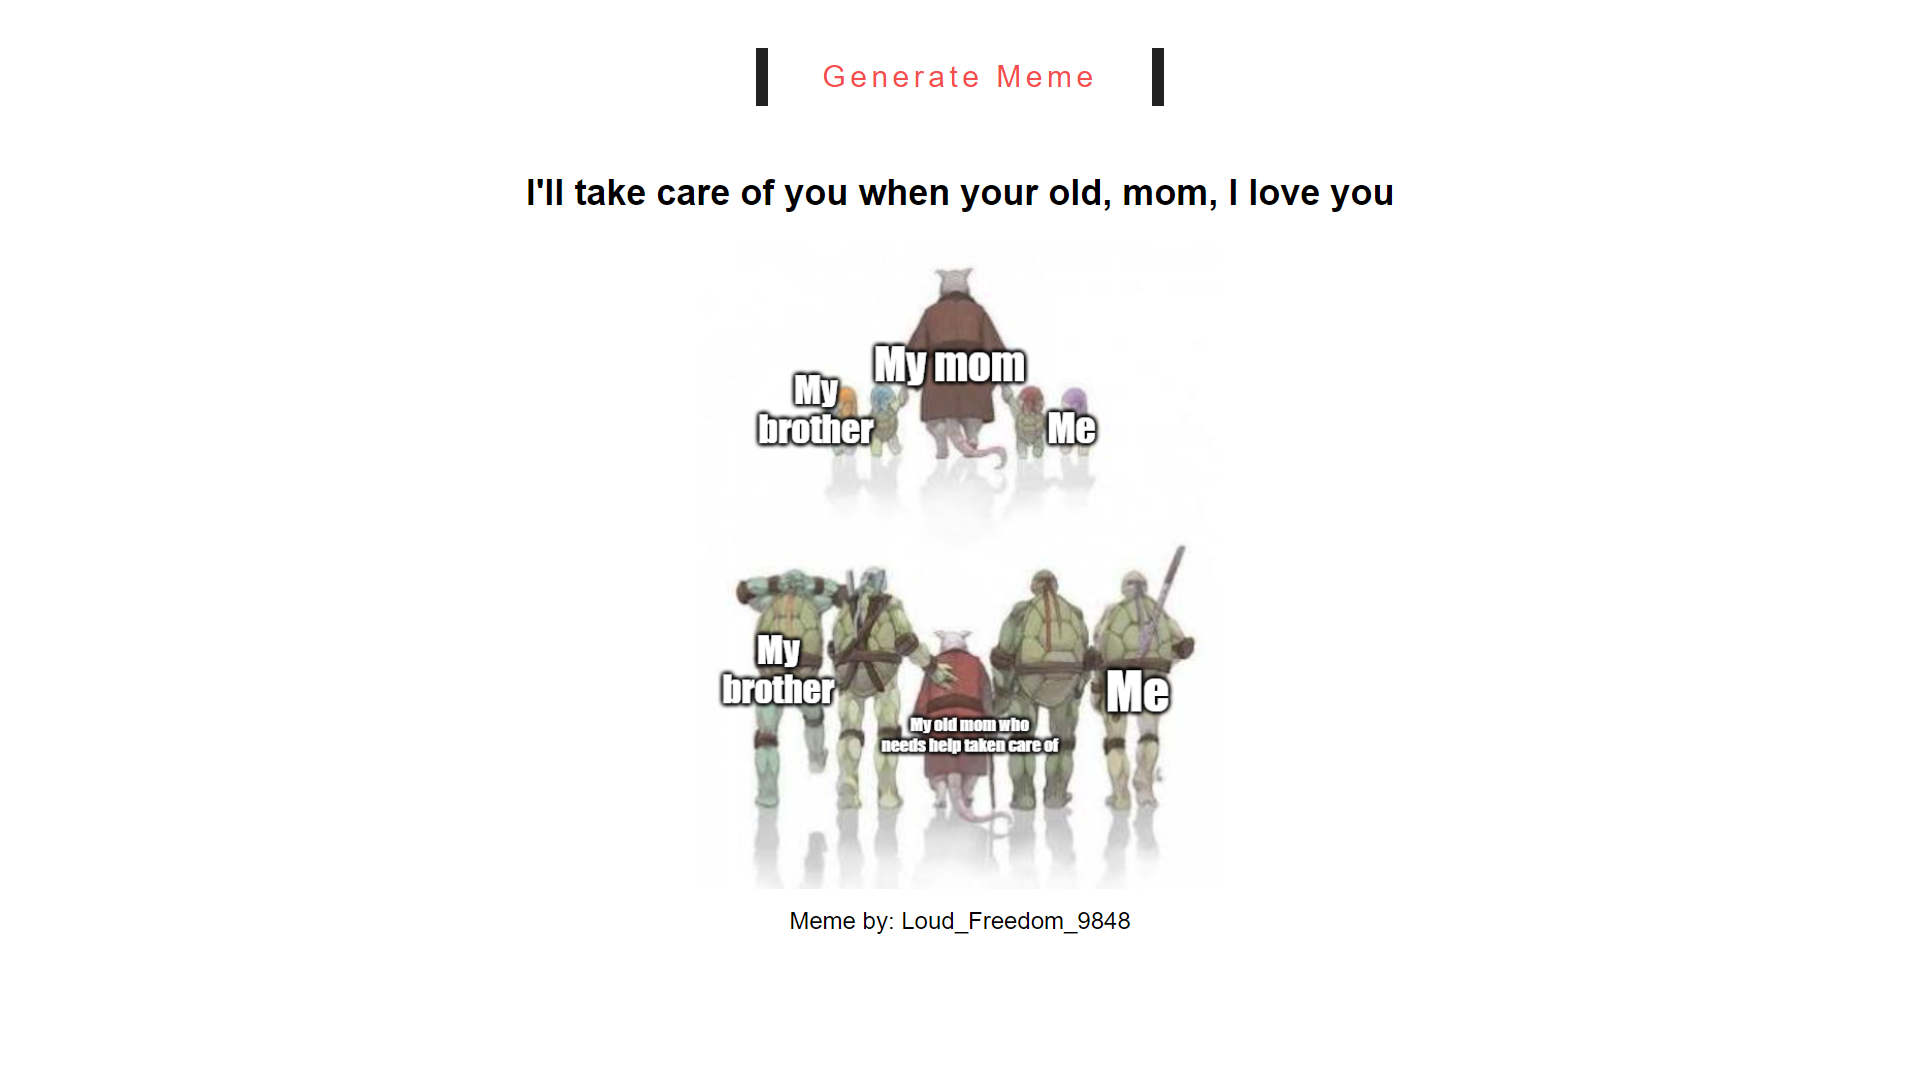 Generate Meme
I'll take care of you when your old, mom, I love you
My mom
My
brother
Me
My
brother
Me
My old mom who
needs help taken care of
Meme by: Loud_Freedom_9848